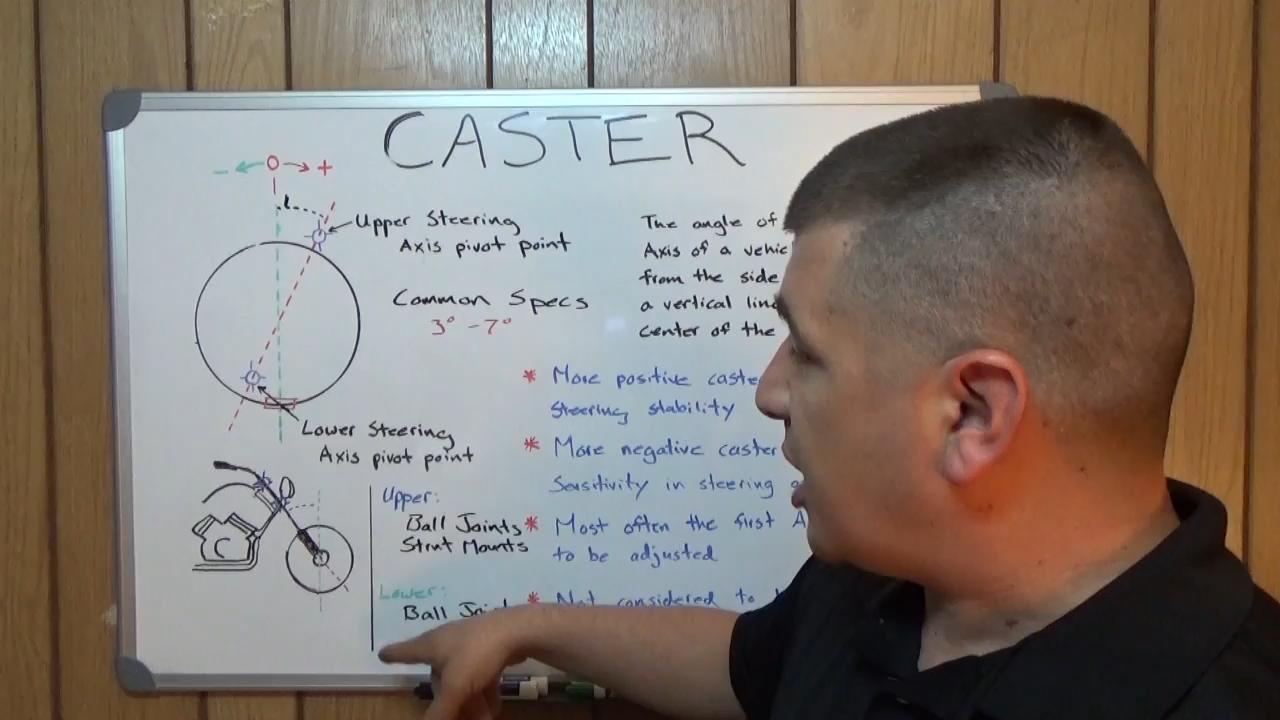 CASTER
- O +
Upper Steering
Axis pivot point
Common Specs
3° - 7°
Lower Steering
Axis pivot point
The angle of
Axis of a vehic
from the side
a vertical line
center of the
* More positive caste
steering stability
* More negative caster
Sensitivity in steering
* Most often the first A
to be adjusted
* Not considered to
Upper:
Ball Joints
Strut Mounts
Lower:
Ball Joint